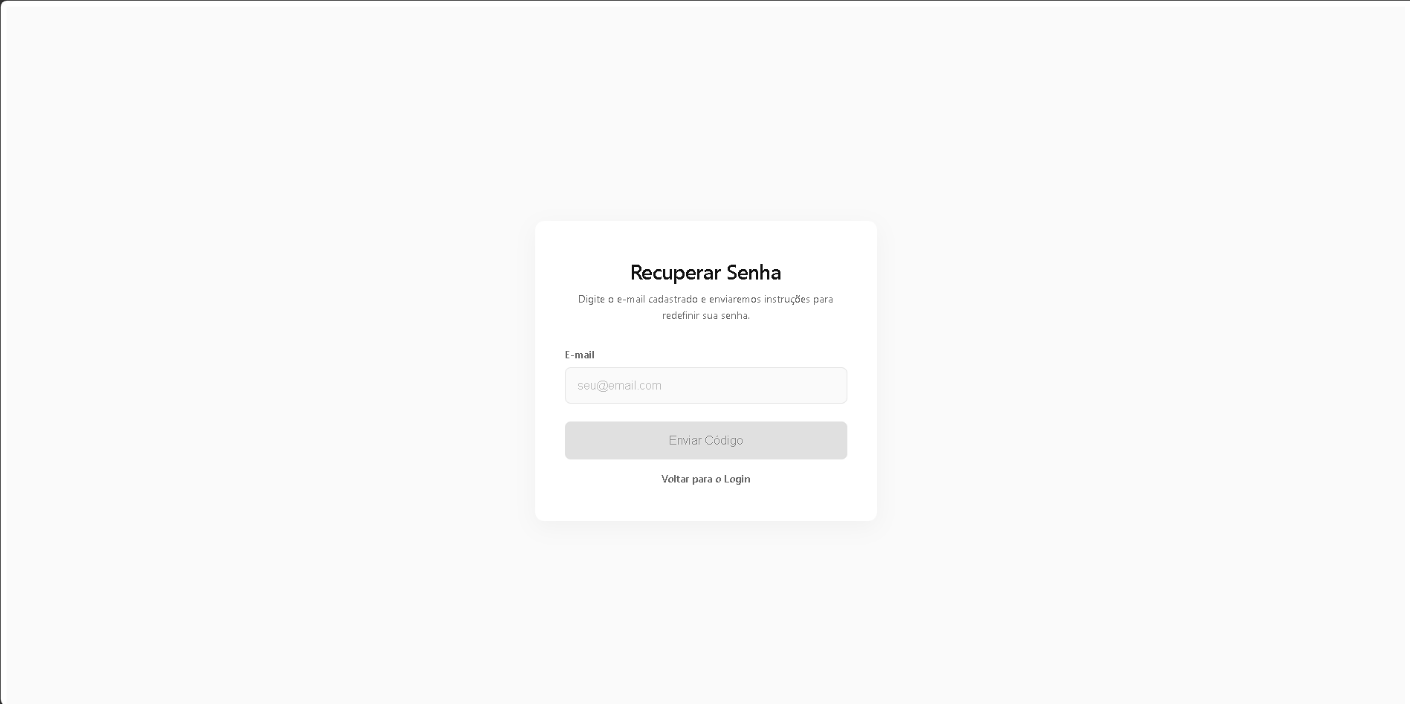 Recuperar Senha
Digite o e-mail cadastrado e enviaremos instruções para
redefinir sua senha.
E-mail
seu@email.com
Enviar Código
Voltar para o Login